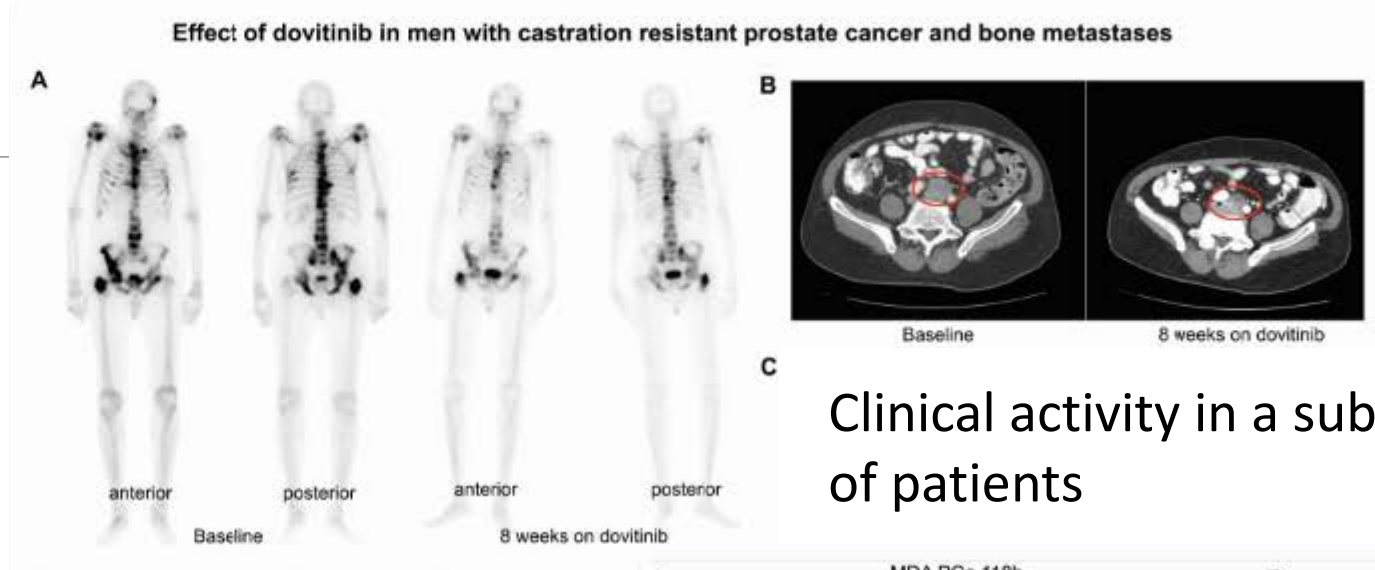 Effect of dovitinib in men with castration resistant prostate cancer and bone metastases
A
B
anterior
posterior
anterior
posterior
Baseline
8 weeks on dovitinib
Baseline
8 weeks on dovitinib
C
Clinical activity in a sub
of patients